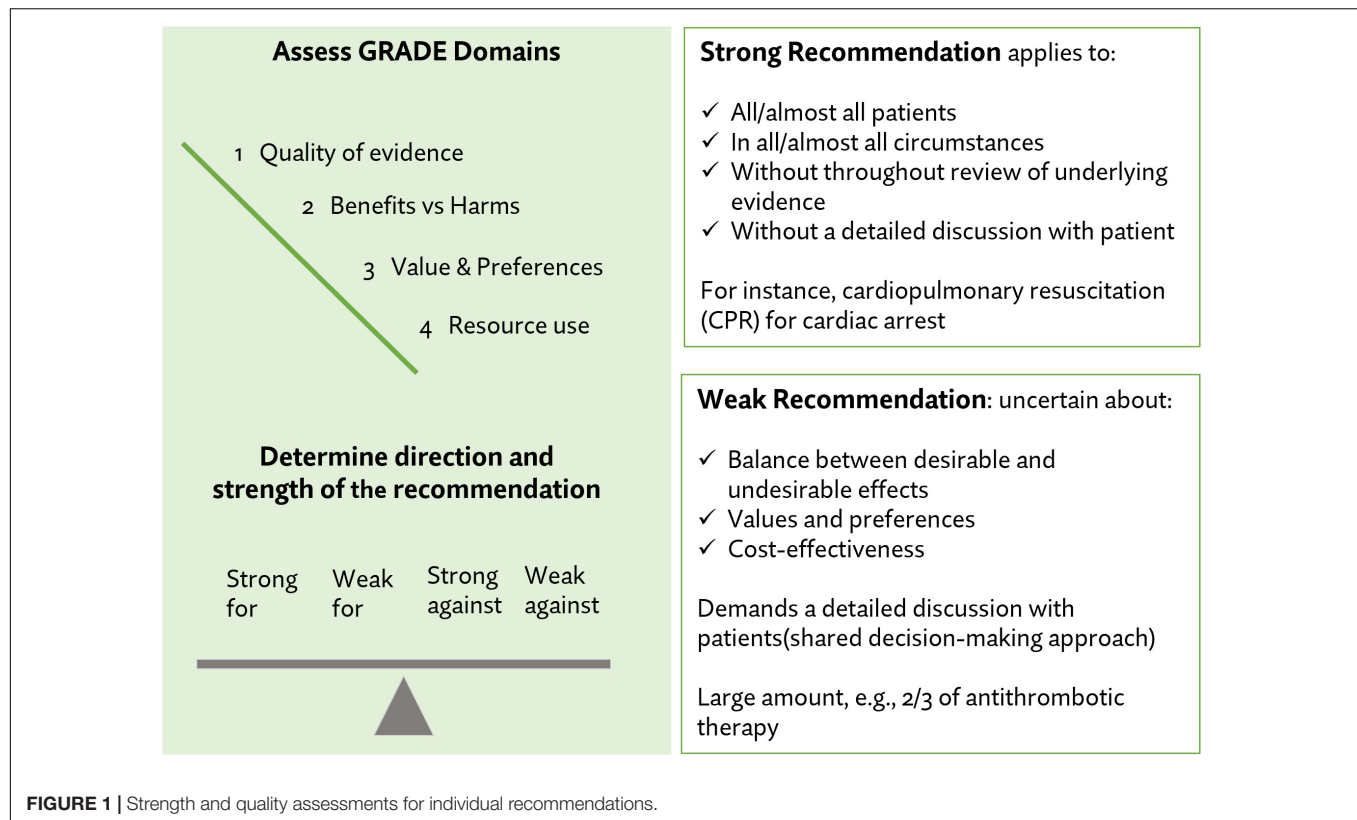 Assess GRADE Domains
1 Quality of evidence
2 Benefits vs Harms
3 Value & Preferences
4 Resource use
Determine direction and
strength of the recommendation
Strong for
Weak for
Strong against
Weak against
Strong Recommendation applies to:
✓ All/almost all patients
✓ In all/almost all circumstances
✓ Without throughout review of underlying
evidence
✓ Without a detailed discussion with patient
For instance, cardiopulmonary resuscitation
(CPR) for cardiac arrest
Weak Recommendation: uncertain about:
✓ Balance between desirable and
undesirable effects
✓ Values and preferences
✓ Cost-effectiveness
Demands a detailed discussion with
patients(shared decision-making approach)
Large amount, e.g., 2/3 of antithrombotic
therapy
FIGURE 1 | Strength and quality assessments for individual recommendations.